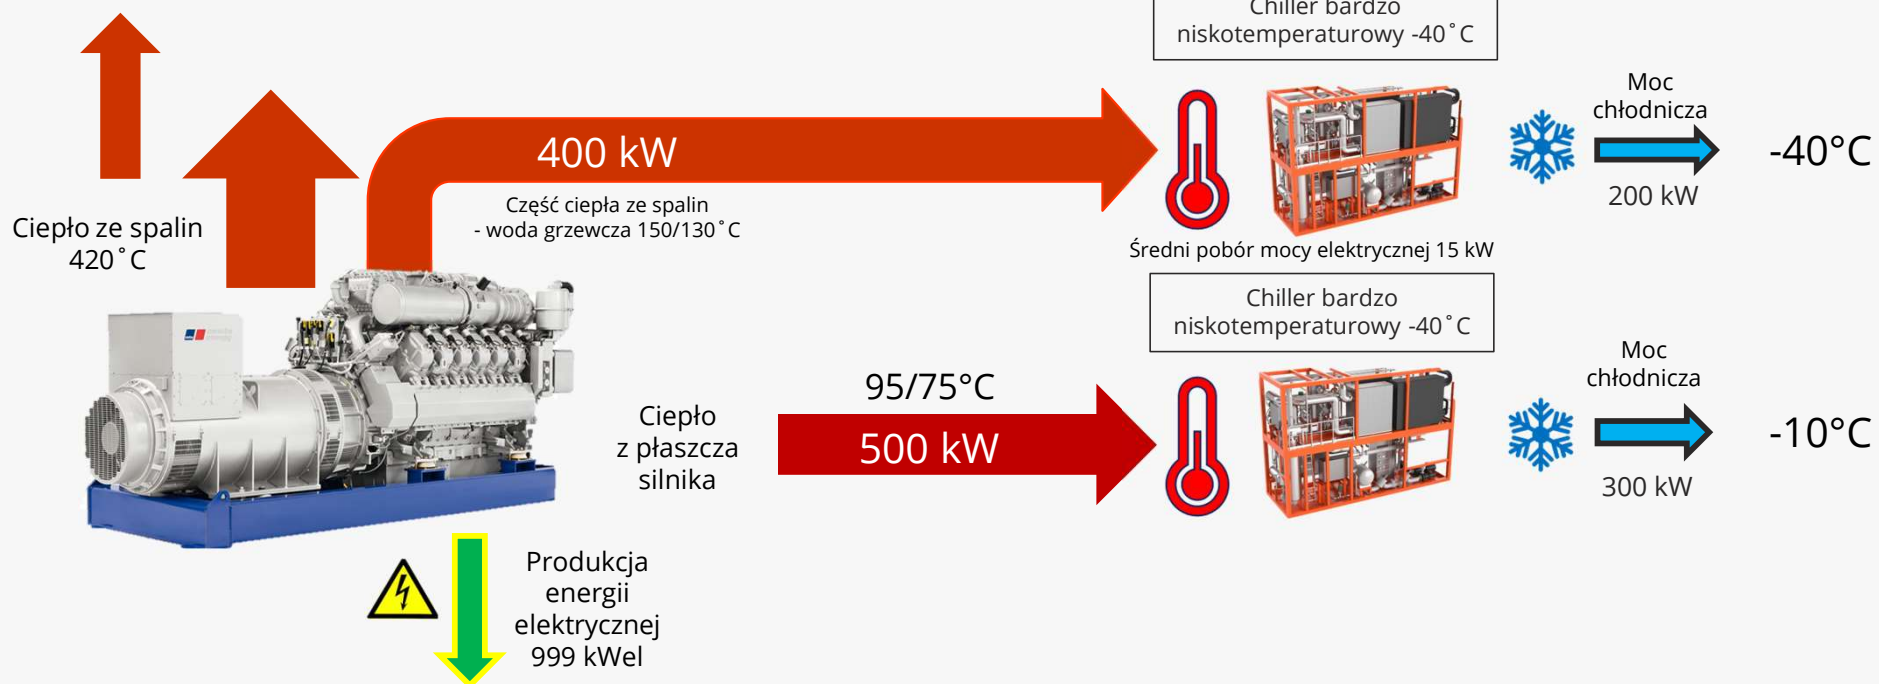 Chiller bardzo
niskotemperaturowy -40˚C
Moc
chłodnicza
400 kW
-40°C
200 kW
Część ciepła ze spalin
- woda grzewcza 150/130˚C
Ciepło ze spalin
420˚C
Średni pobór mocy elektrycznej 15 kW
Chiller bardzo
niskotemperaturowy -40˚C
Moc
chłodnicza
95/75°C
Ciepło
z płaszcza
silnika
500 kW
-10°C
300 kW
Produkcja
energii
elektrycznej
999 kWel